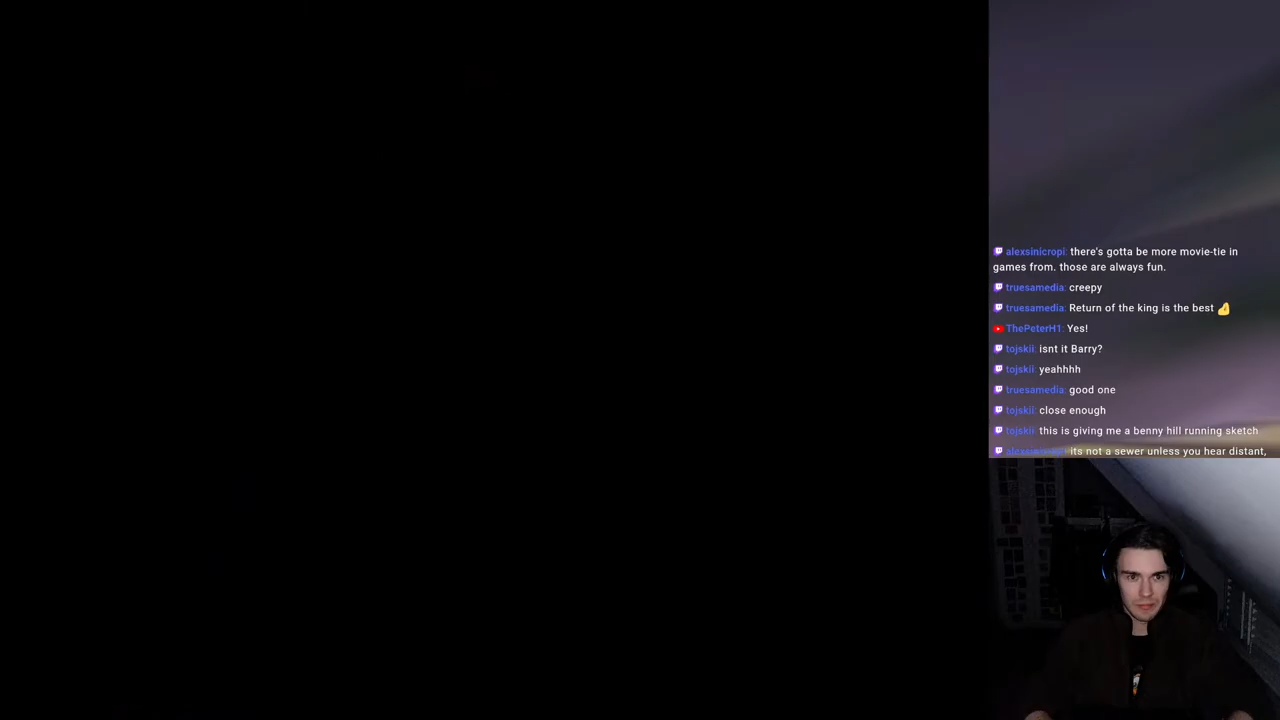 alexsinicropi: there's gotta be more movie-tie in
games from. those are always fun.
truesamedia: creepy
truesamedia: Return of the king is the best
ThePeterH1: Yes!
tojskii: isnt it Barry?
tojskii: yeahhhh
truesamedia: good one
tojskii: close enough
tojskii: this is giving me a benny hill running sketch
alexsinicropi: its not a sewer unless you hear distant,